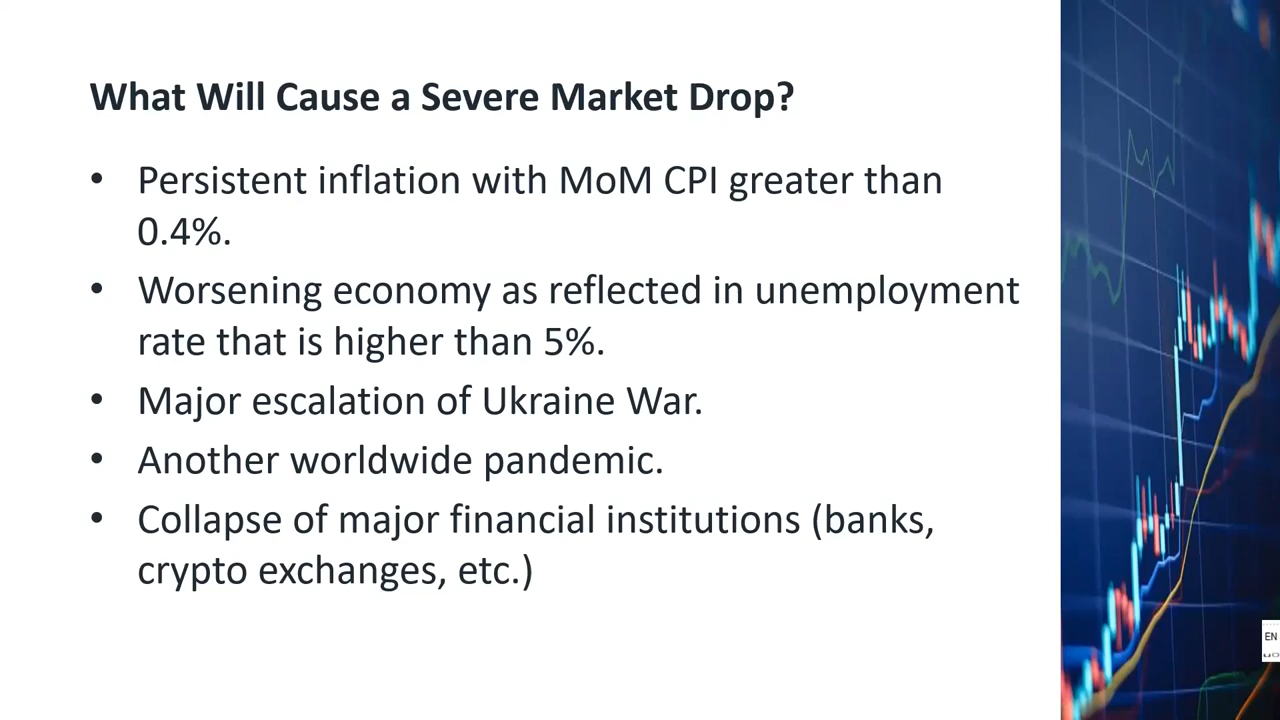 What Will Cause a Severe Market Drop?
• Persistent inflation with MoM CPI greater than
0.4%.
• Worsening economy as reflected in unemployment
rate that is higher than 5%.
• Major escalation of Ukraine War.
• Another worldwide pandemic.
• Collapse of major financial institutions (banks,
crypto exchanges, etc.)
EN